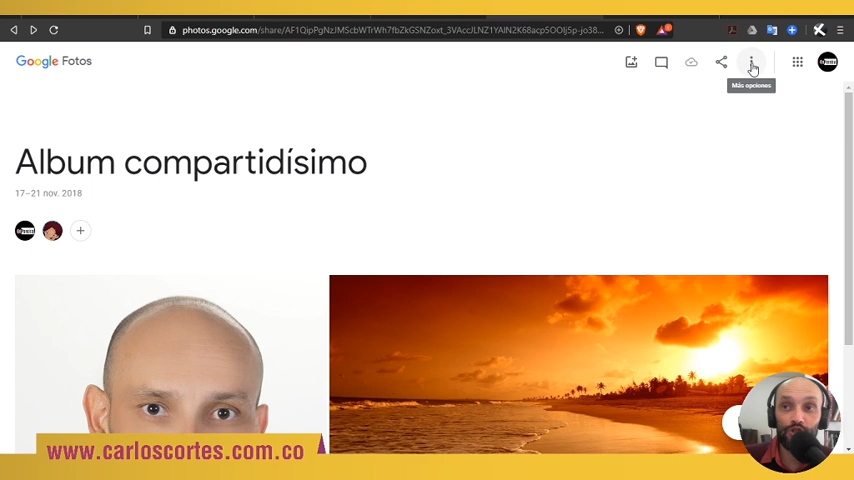 photos.google.com/share/AF1QipPgNzJMScbWTrWh7fbZkGSNZoxt_3VAccJLNZ1YAlN2K68acp5OOlj5p-jo38...
Google Fotos
Más opciones
Album compartidísimo
17–21 nov. 2018
www.carloscortes.com.co